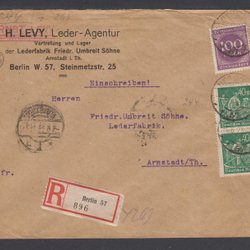 H. LEVY, Leder-Agentur
Vertretung und Lager
der Lederfabrik Friedr. Umbreit Söhne
Arnstadt i. Th.
Berlin W. 57, Steinmetzstr. 25
Einschreiben!
Herren
Friedr. Umbreit Söhne
Lederfabrik.
Arnstadt/Th.
R
Berlin 57
896
100